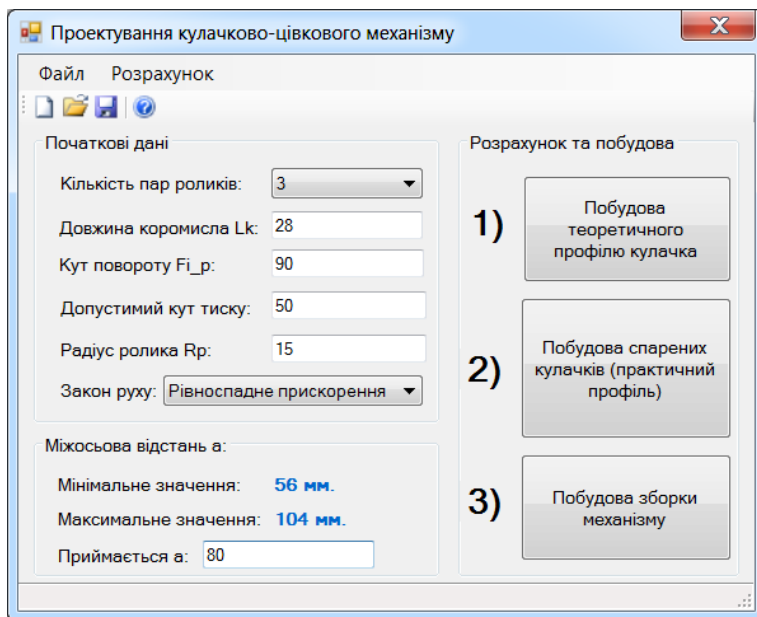 Проектування кулачково-цівкового механізму
Файл Розрахунок
Початкові дані
Кількість пар роликів: 3
Довжина коромисла Lk: 28
Кут повороту Fi_p: 90
Допустимий кут тиску: 50
Радіус ролика Rp: 15
Закон руху: Рівноспадне прискорення
Міжосьова відстань а:
Мінімальне значення: 56 мм.
Максимальне значення: 104 мм.
Приймається а: 80
Розрахунок та побудова
1)
Побудова
теоретичного
профілю кулачка
2)
Побудова спарених
кулачків (практичний
профіль)
3)
Побудова зборки
механізму